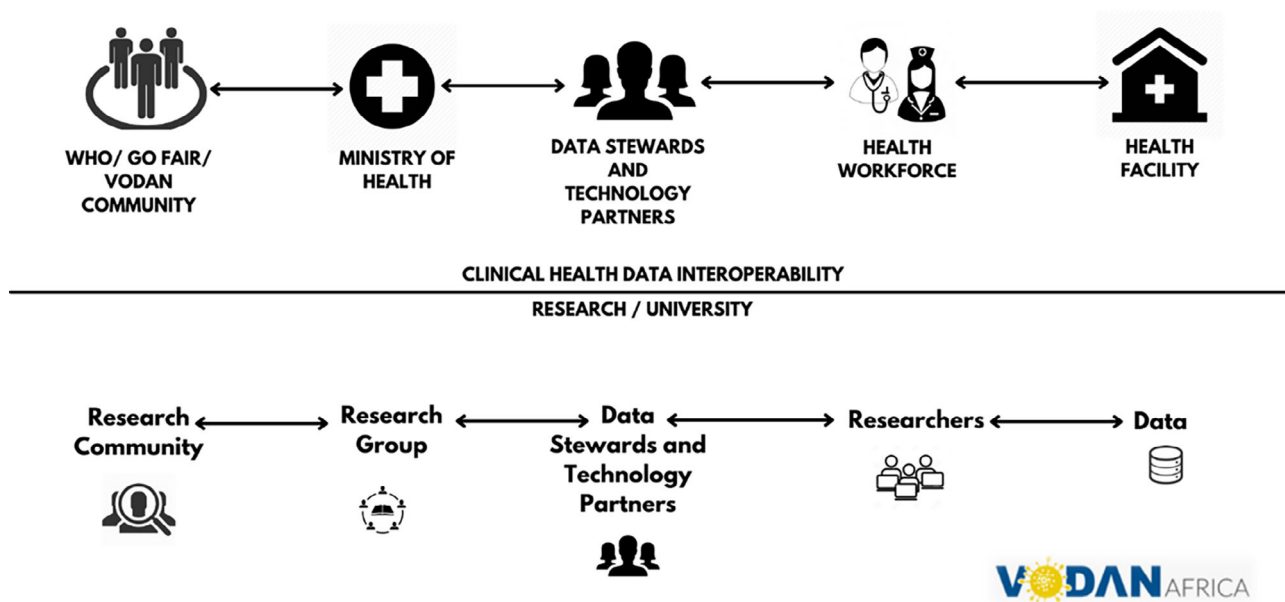 WHO/ GO FAIR/
VODAN
COMMUNITY
MINISTRY OF
HEALTH
DATA STEWARDS
AND
TECHNOLOGY
PARTNERS
HEALTH
WORKFORCE
HEALTH
FACILITY
CLINICAL HEALTH DATA INTEROPERABILITY
RESEARCH / UNIVERSITY
Research
Community
Research
Group
Data
Stewards and
Technology
Partners
Researchers
Data
VODAN AFRICA